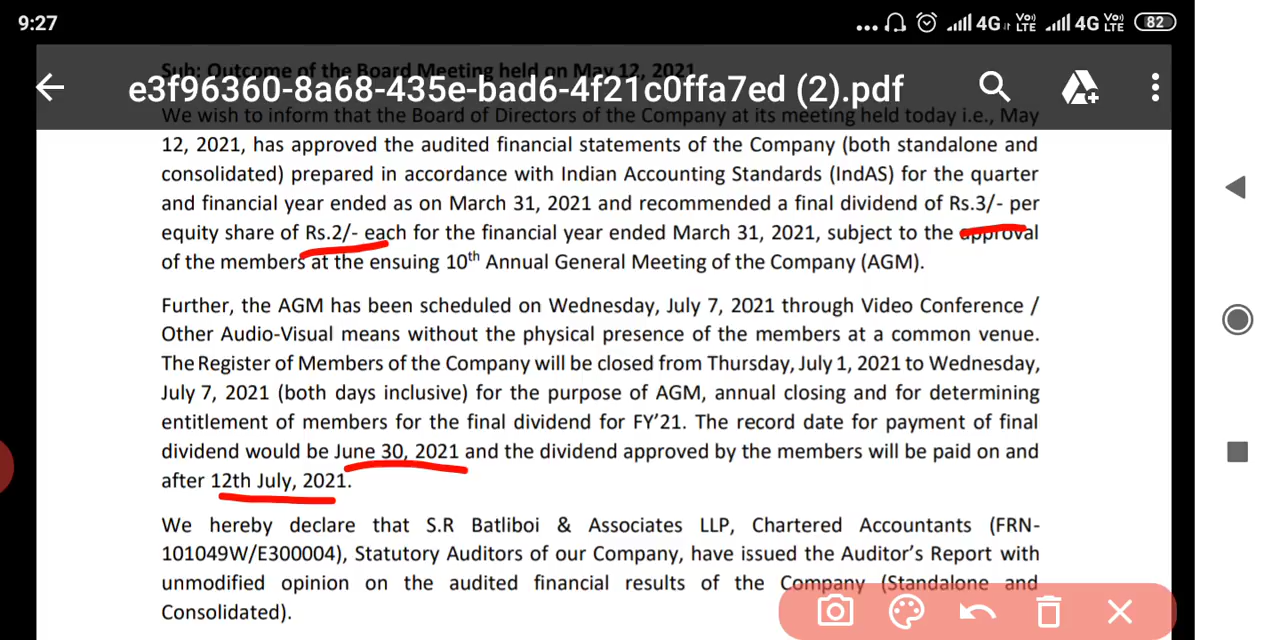 9:27
4G Vo) LTE 4G Vo) LTE 82
Sub: Outcome of the Board Meeting held on May 12, 2021
e3f96360-8a68-435e-bad6-4f21c0ffa7ed (2).pdf
We wish to inform that the Board of Directors of the Company at its meeting held today i.e., May
12, 2021, has approved the audited financial statements of the Company (both standalone and
consolidated) prepared in accordance with Indian Accounting Standards (IndAS) for the quarter
and financial year ended as on March 31, 2021 and recommended a final dividend of Rs.3/- per
equity share of Rs.2/- each for the financial year ended March 31, 2021, subject to the approval
of the members at the ensuing 10th Annual General Meeting of the Company (AGM).
Further, the AGM has been scheduled on Wednesday, July 7, 2021 through Video Conference /
Other Audio-Visual means without the physical presence of the members at a common venue.
The Register of Members of the Company will be closed from Thursday, July 1, 2021 to Wednesday,
July 7, 2021 (both days inclusive) for the purpose of AGM, annual closing and for determining
entitlement of members for the final dividend for FY'21. The record date for payment of final
dividend would be June 30, 2021 and the dividend approved by the members will be paid on and
after 12th July, 2021.
We hereby declare that S.R Batliboi & Associates LLP, Chartered Accountants (FRN-
101049W/E300004), Statutory Auditors of our Company, have issued the Auditor's Report with
unmodified opinion on the audited financial results of the Company (Standalone and
Consolidated).